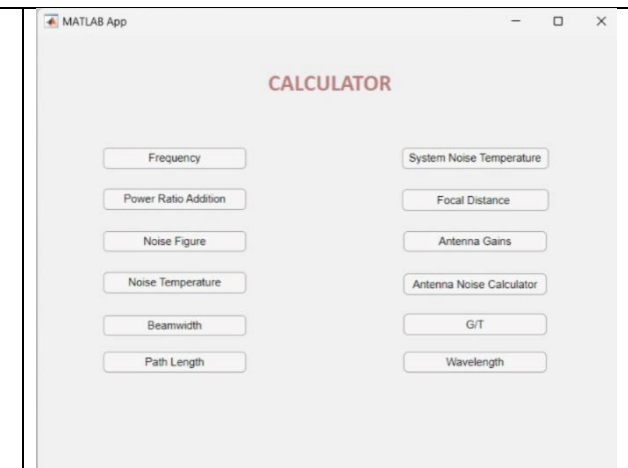 MATLAB App
CALCULATOR
Frequency
Power Ratio Addition
Noise Figure
Noise Temperature
Beamwidth
Path Length
System Noise Temperature
Focal Distance
Antenna Gains
Antenna Noise Calculator
G/T
Wavelength